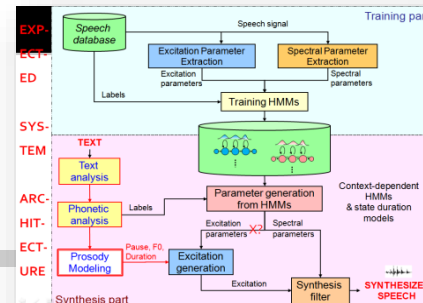 EXP-
ECT-
ED
SYS-
TEM
ARC-
HIT-
ECT-
URE
Training par
Speech
database
Speech signal
Excitation Parameter
Extraction
Spectral Parameter
Extraction
Excitation
parameters
Spectral
parameters
Labels
Training HMMs
TEXT
Text
analysis
Phonetic
analysis
Labels
Parameter generation
from HMMs
Context-dependent
HMMs
& state duration
models
Prosody
Modeling
Pause, F0,
Duration
Excitation
parameters
X?
Spectral
parameters
Excitation
generation
Excitation
Synthesis
filter
SYNTHESIZE
SPEECH
Synthesis part